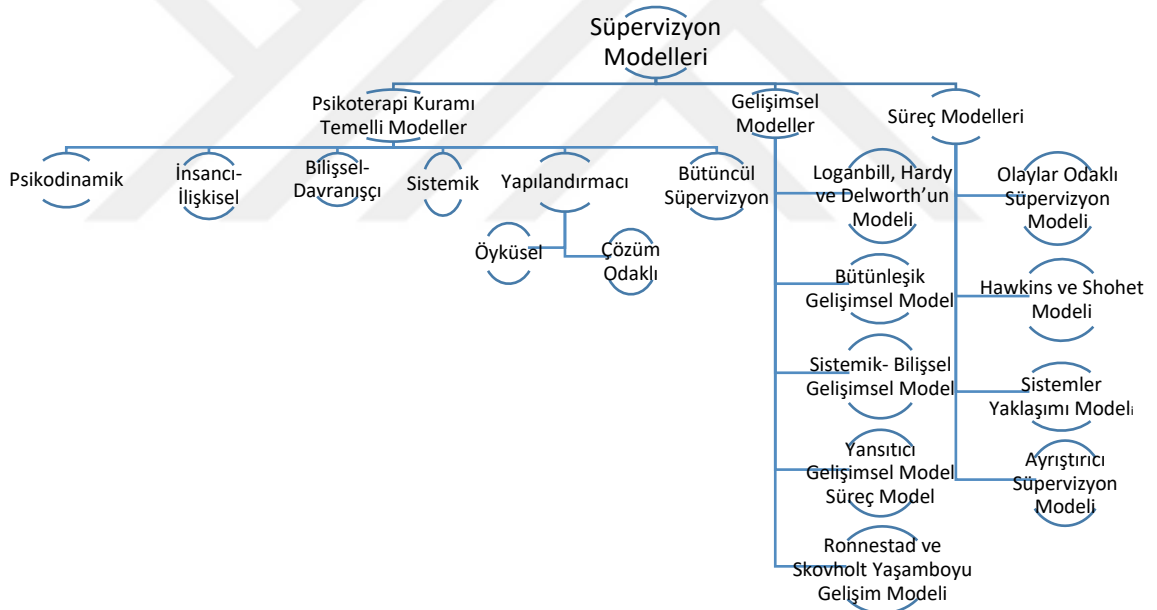 Süpervizyon
Modelleri
Psikoterapi Kuramı
Temelli Modeller
Psikodinamik
İnsancı-
İlişkisel
Bilişsel-
Davranışçı
Sistemik
Yapılandırmacı
Öyküsel
Çözüm
Odaklı
Bütüncül
Süpervizyon
Gelişimsel
Modeller
Loganbill, Hardy
ve Delworth’un
Modeli
Bütünleşik
Gelişimsel Model
Sistemik- Bilişsel
Gelişimsel Model
Yansıtıcı
Gelişimsel Model
Süreç Model
Ronnestad ve
Skovholt Yaşamboyu
Gelişim Modeli
Süreç Modelleri
Olaylar Odaklı
Süpervizyon
Modeli
Hawkins ve Shohet
Modeli
Sistemler
Yaklaşımı Modeli
Ayrıştırıcı
Süpervizyon
Modeli